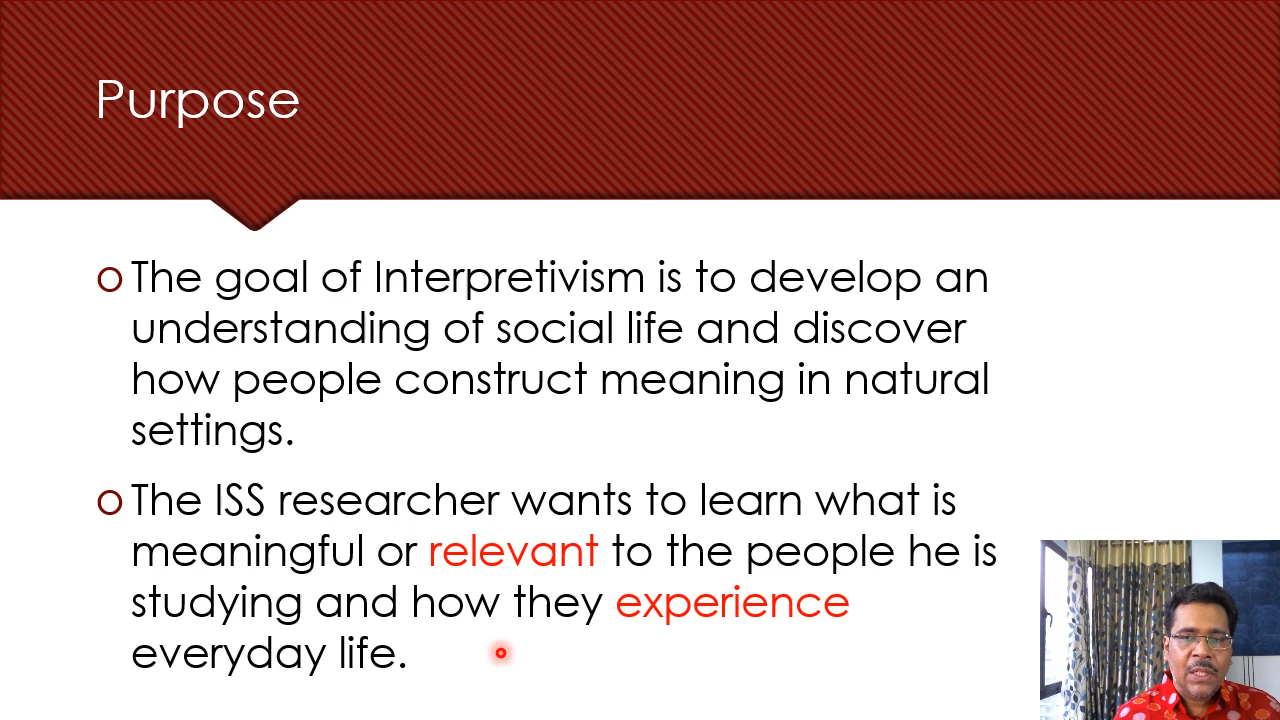 Purpose
The goal of Interpretivism is to develop an
understanding of social life and discover
how people construct meaning in natural
settings.
The ISS researcher wants to learn what is
meaningful or relevant to the people he is
studying and how they experience
everyday life.